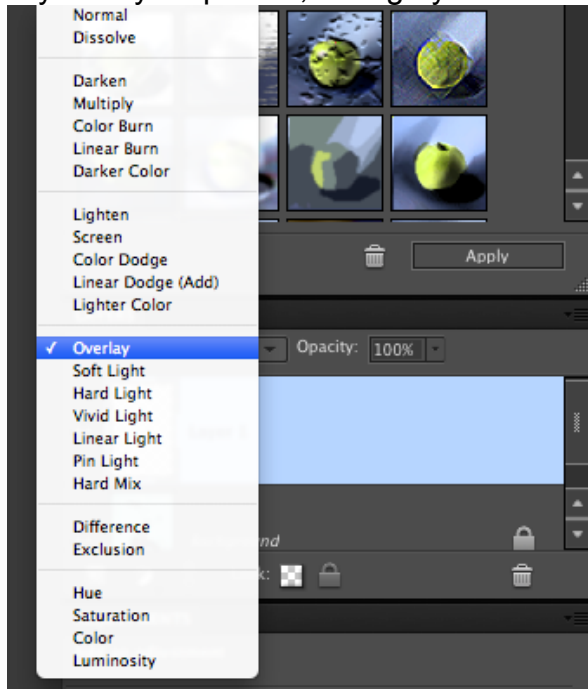 Normal
Dissolve
Darken
Multiply
Color Burn
Linear Burn
Darker Color
Lighten
Screen
Color Dodge
Linear Dodge (Add)
Lighter Color
Apply
✓ Overlay
Opacity: 100%
Soft Light
Hard Light
Vivid Light
Linear Light
Pin Light
Hard Mix
Difference
Exclusion
Hue
Saturation
Color
Luminosity